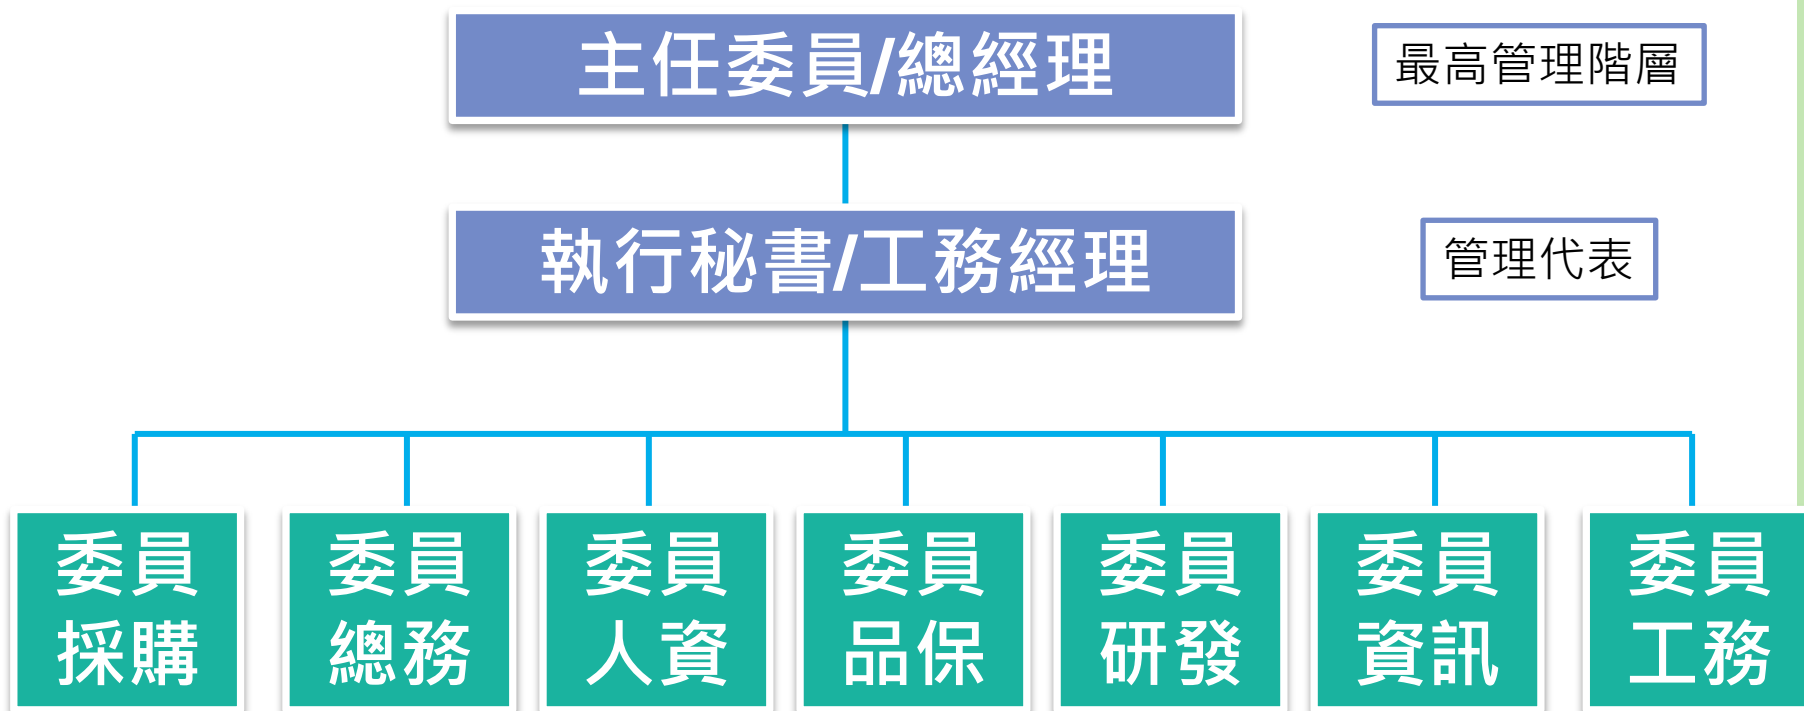 主任委員/總經理
最高管理階層
執行秘書/工務經理
管理代表
委員
採購
委員
總務
委員
人資
委員
品保
委員
研發
委員
資訊
委員
工務